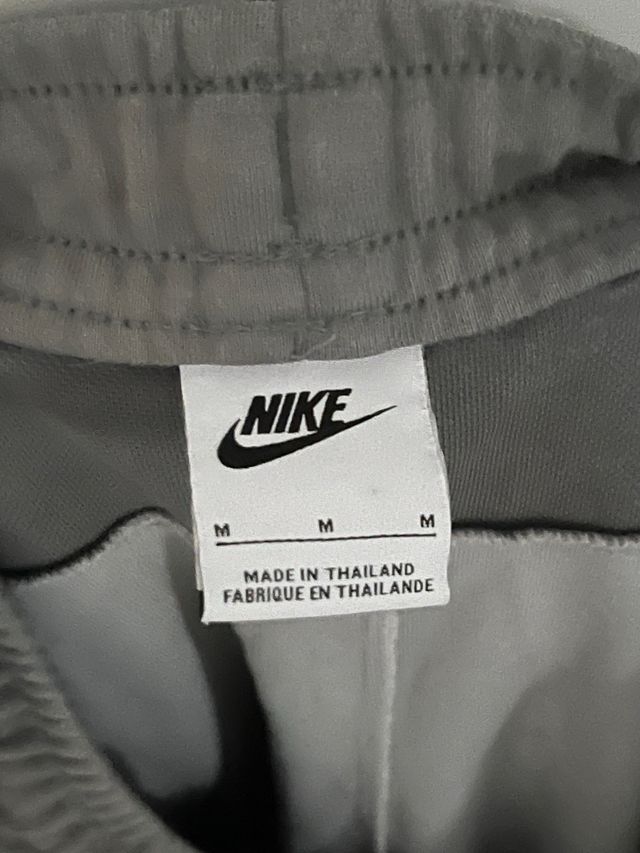 NIKE
M M M
MADE IN THAILAND
FABRIQUE EN THAILANDE